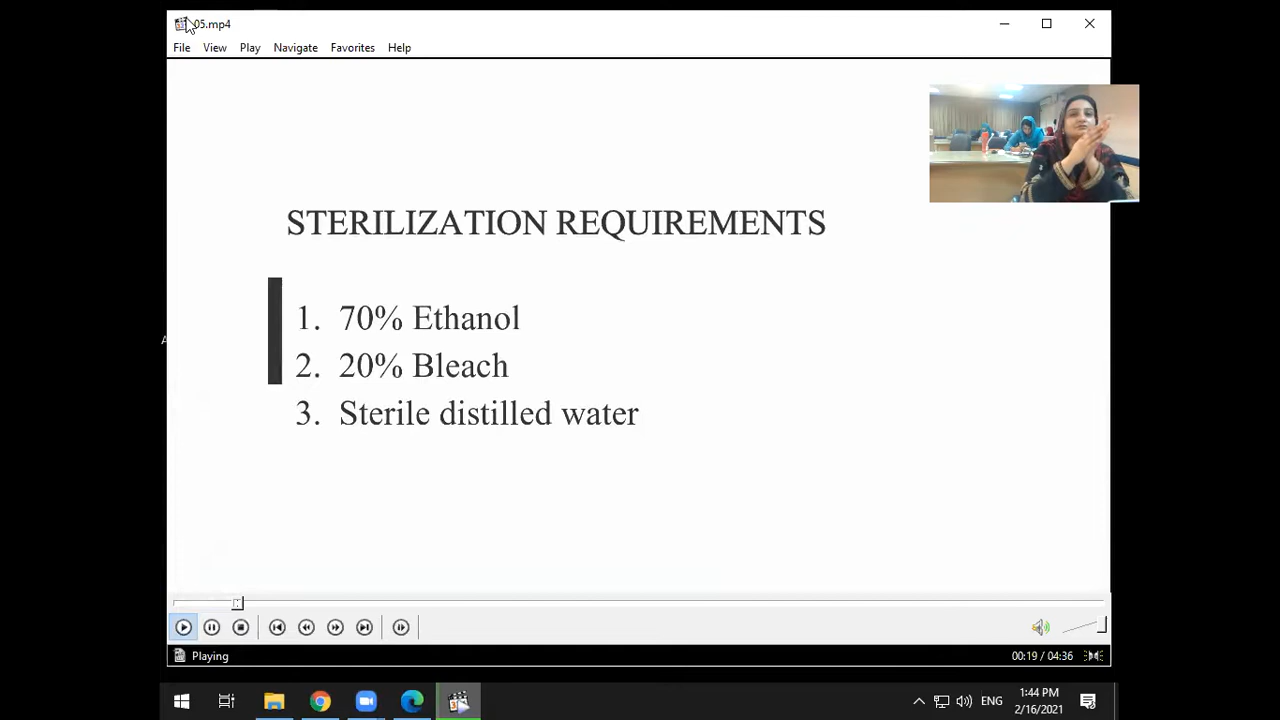 05.mp4
File View Play Navigate Favorites Help
STERILIZATION REQUIREMENTS
1. 70% Ethanol
2. 20% Bleach
3. Sterile distilled water
Playing
00:19 / 04:36
ENG
1:44 PM
2/16/2021